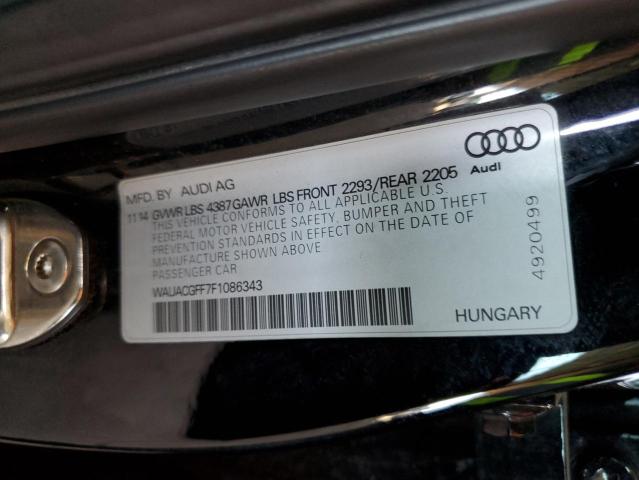 MFD. BY AUDI AG
11 14 GVWR LBS 4387 GAWR LBS FRONT 2293/REAR 2205
THIS VEHICLE CONFORMS TO ALL APPLICABLE U.S.
FEDERAL MOTOR VEHICLE SAFETY, BUMPER AND THEFT
PREVENTION STANDARDS IN EFFECT ON THE DATE OF
MANUFACTURE SHOWN ABOVE
PASSENGER CAR
WAUACGFF7F1086343
Audi
4920499
HUNGARY